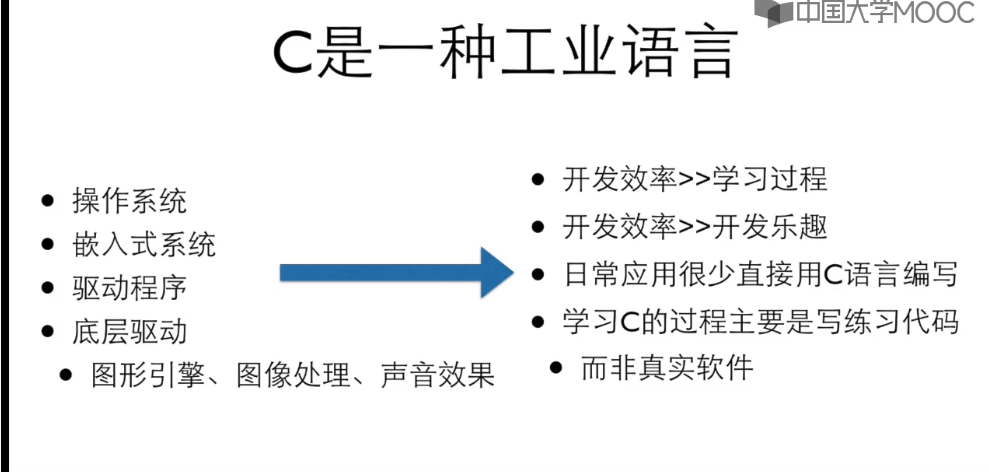 中国大学MOOC
C是一种工业语言
• 操作系统
• 嵌入式系统
• 驱动程序
• 底层驱动
• 图形引擎、图像处理、声音效果
• 开发效率>>学习过程
• 开发效率>>开发乐趣
• 日常应用很少直接用C语言编写
• 学习C的过程主要是写练习代码
• 而非真实软件